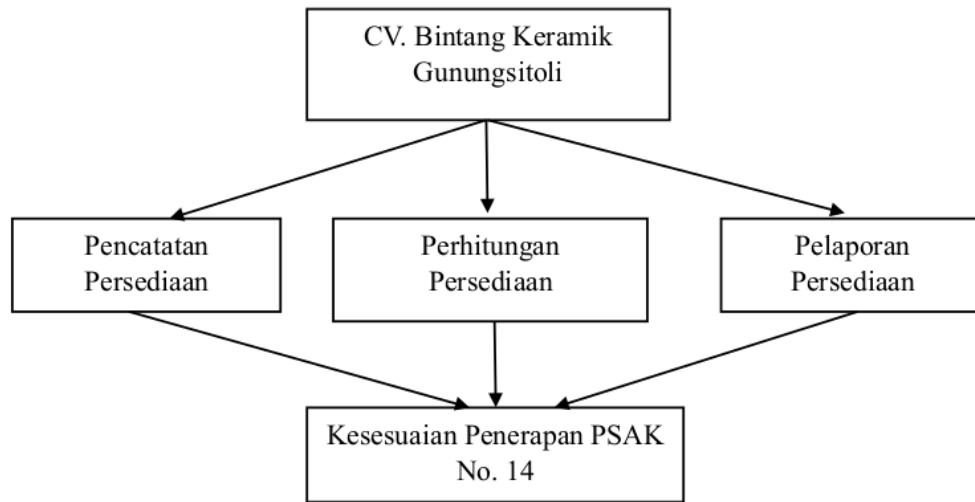 CV. Bintang Keramik
Gunungsitoli
Pencatatan
Persediaan
Perhitungan
Persediaan
Pelaporan
Persediaan
Kesesuaian Penerapan PSAK
No. 14